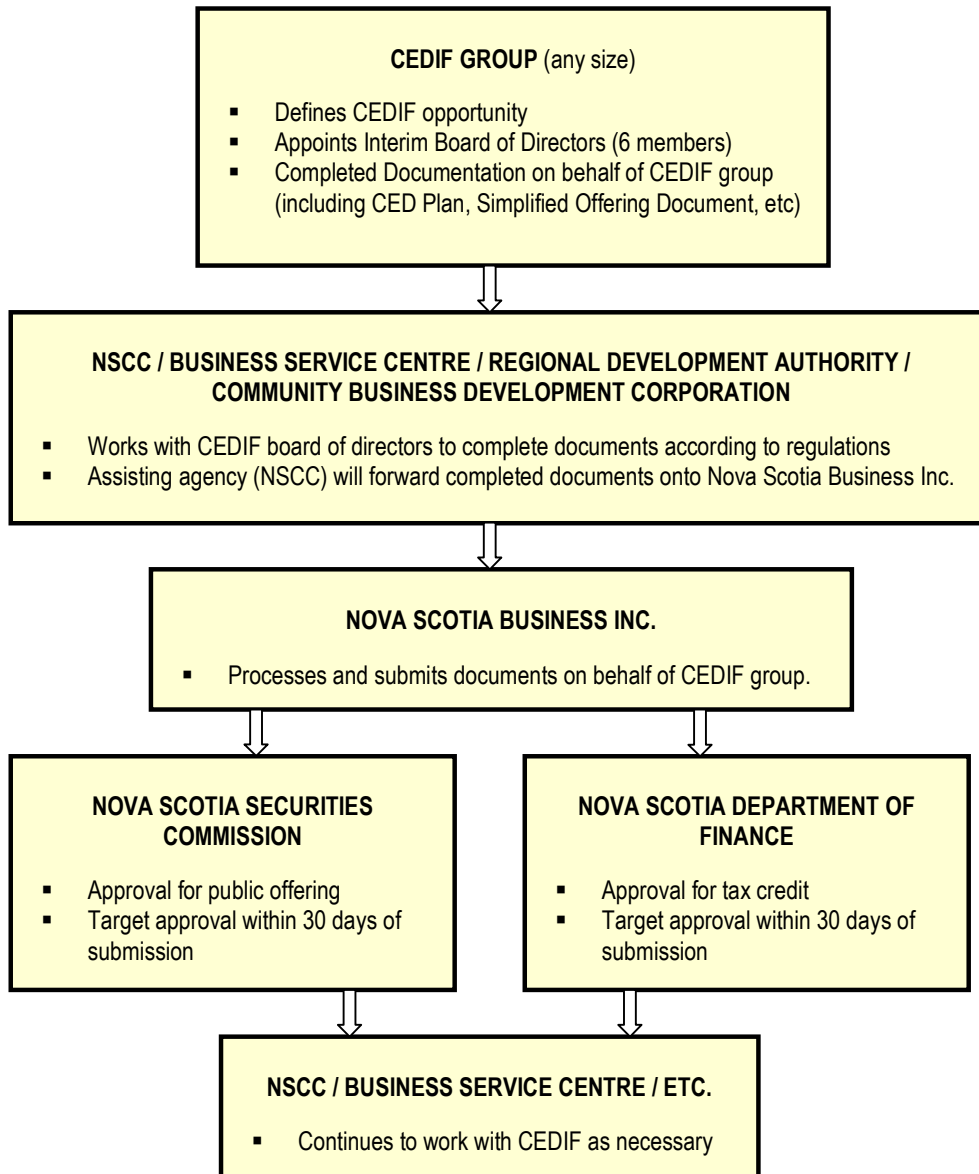 CEDIF GROUP (any size)
▪ Defines CEDIF opportunity
▪ Appoints Interim Board of Directors (6 members)
▪ Completed Documentation on behalf of CEDIF group
(including CED Plan, Simplified Offering Document, etc)
NSCC / BUSINESS SERVICE CENTRE / REGIONAL DEVELOPMENT AUTHORITY /
COMMUNITY BUSINESS DEVELOPMENT CORPORATION
▪ Works with CEDIF board of directors to complete documents according to regulations
▪ Assisting agency (NSCC) will forward completed documents onto Nova Scotia Business Inc.
NOVA SCOTIA BUSINESS INC.
▪ Processes and submits documents on behalf of CEDIF group.
NOVA SCOTIA SECURITIES
COMMISSION
▪ Approval for public offering
▪ Target approval within 30 days of
submission
NOVA SCOTIA DEPARTMENT OF
FINANCE
▪ Approval for tax credit
▪ Target approval within 30 days of
submission
NSCC / BUSINESS SERVICE CENTRE / ETC.
▪ Continues to work with CEDIF as necessary